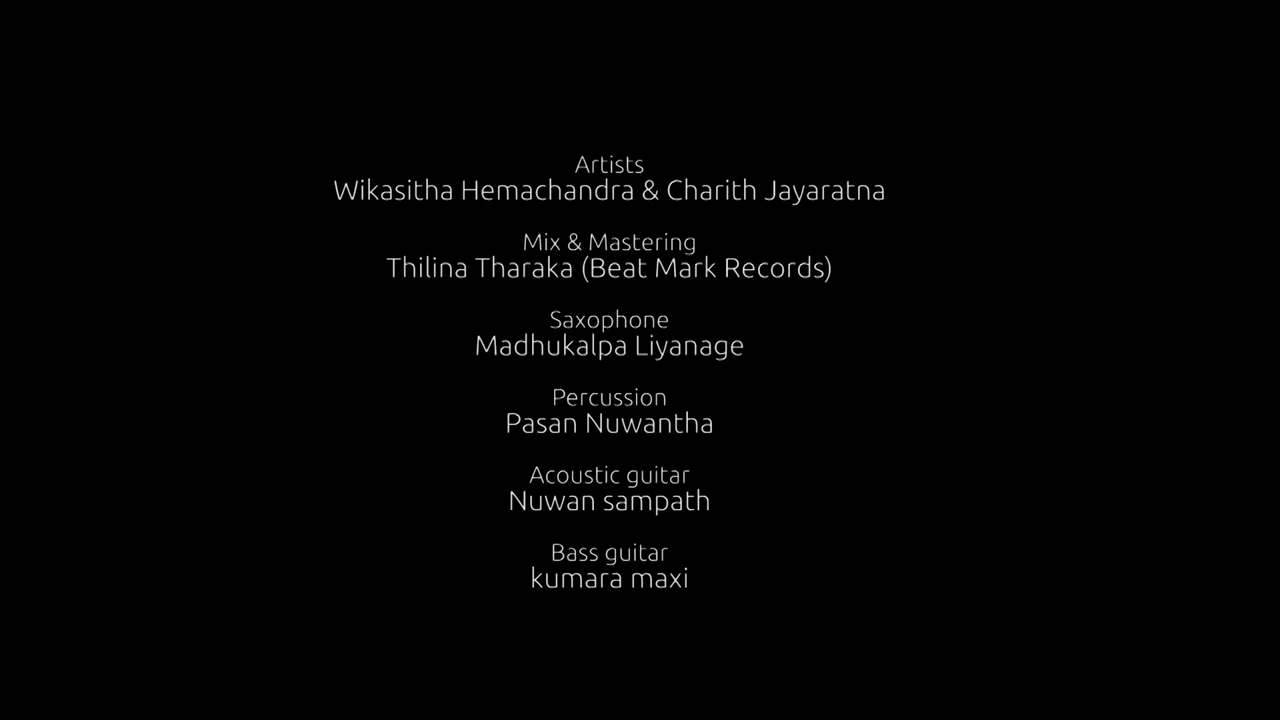 Artists
Wikasitha Hemachandra & Charith Jayaratna
Mix & Mastering
Thilina Tharaka (Beat Mark Records)
Saxophone
Madhukalpa Liyanage
Percussion
Pasan Nuwantha
Acoustic guitar
Nuwan sampath
Bass guitar
kumara maxi